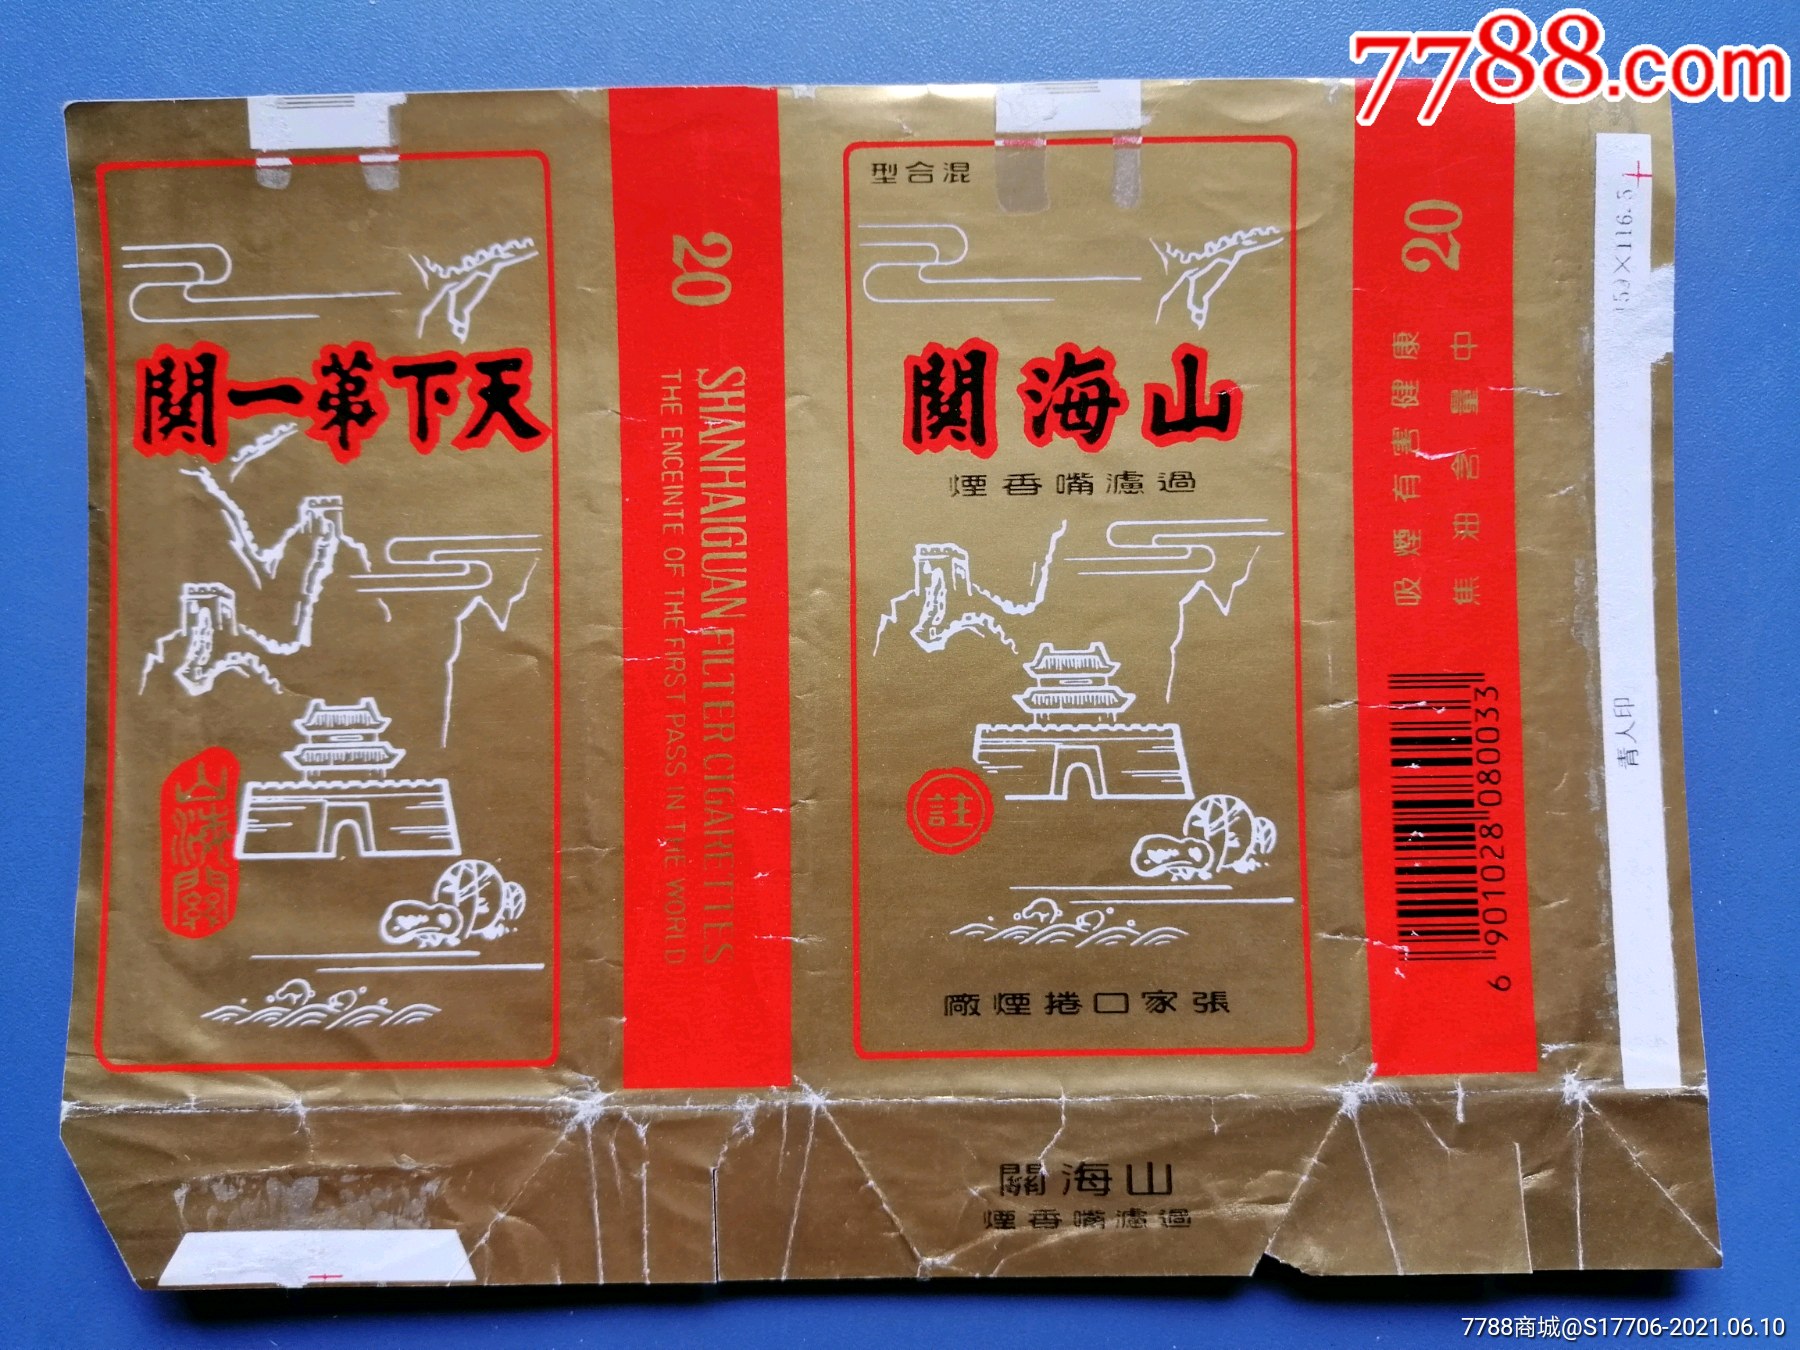 7788.com
天下第一關
20
SHANHAIGUAN FILTER CIGARETTES
THE ENCEINTE OF THE FIRST PASS IN THE WORLD
混合型
山海關
過濾嘴香煙
註
張家口捲煙廠
山海關
過濾嘴香煙
20
吸煙有害健康
焦油含量中
6 901028 080033
159×116.5
青人印
7788商城@S17706-2021.06.10